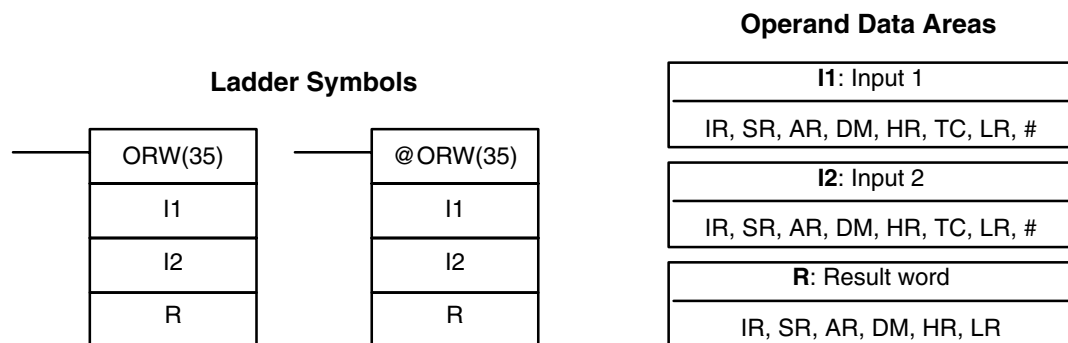 Ladder Symbols
ORW(35)
I1
I2
R
@ORW(35)
I1
I2
R
Operand Data Areas
I1: Input 1
IR, SR, AR, DM, HR, TC, LR, #
I2: Input 2
IR, SR, AR, DM, HR, TC, LR, #
R: Result word
IR, SR, AR, DM, HR, LR